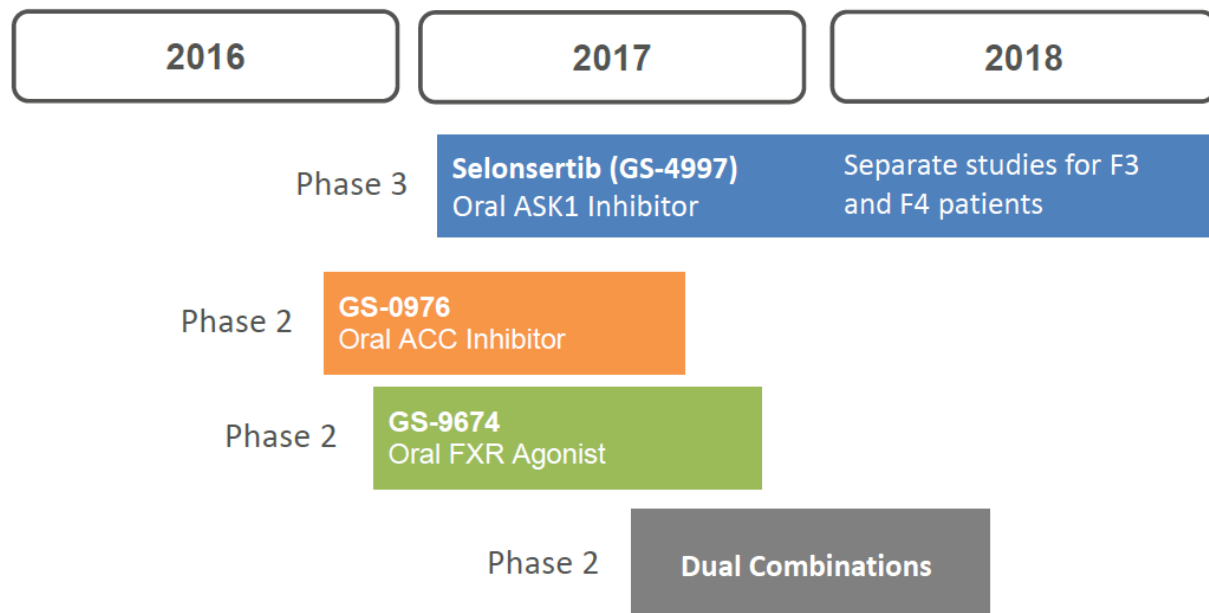 2016
2017
2018
Phase 3
Selonsertib (GS-4997)
Oral ASK1 Inhibitor
Separate studies for F3
and F4 patients
Phase 2
GS-0976
Oral ACC Inhibitor
Phase 2
GS-9674
Oral FXR Agonist
Phase 2
Dual Combinations